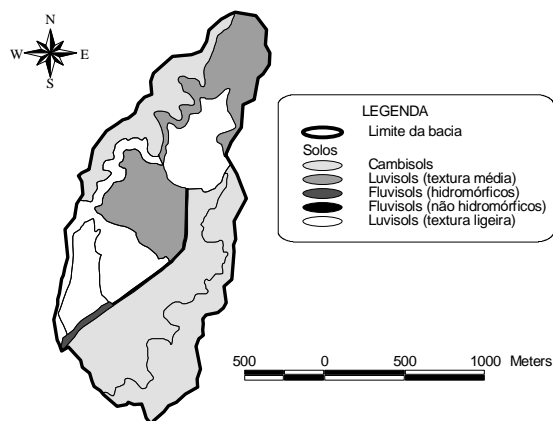 N
W E
S
LEGENDA
Limite da bacia
Solos
Cambisols
Luvisols (textura média)
Fluvisols (hidromórficos)
Fluvisols (não hidromórficos)
Luvisols (textura ligeira)
500 0 500 1000 Meters